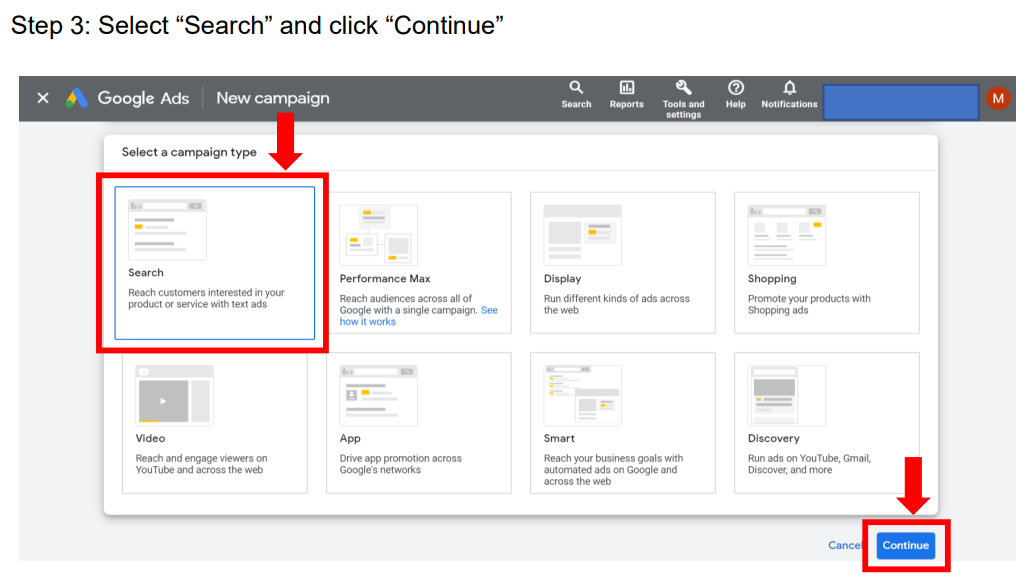 Step 3: Select “Search” and click “Continue”
Google Ads
New campaign
Search
Reports
Tools and
settings
Help
Notifications
M
Select a campaign type
Search
Reach customers interested in your
product or service with text ads
Performance Max
Reach audiences across all of
Google with a single campaign. See
how it works
Display
Run different kinds of ads across
the web
Shopping
Promote your products with
Shopping ads
Video
Reach and engage viewers on
YouTube and across the web
App
Drive app promotion across
Google's networks
Smart
Reach your business goals with
automated ads on Google and
across the web
Discovery
Run ads on YouTube, Gmail,
Discover, and more
Cancel
Continue